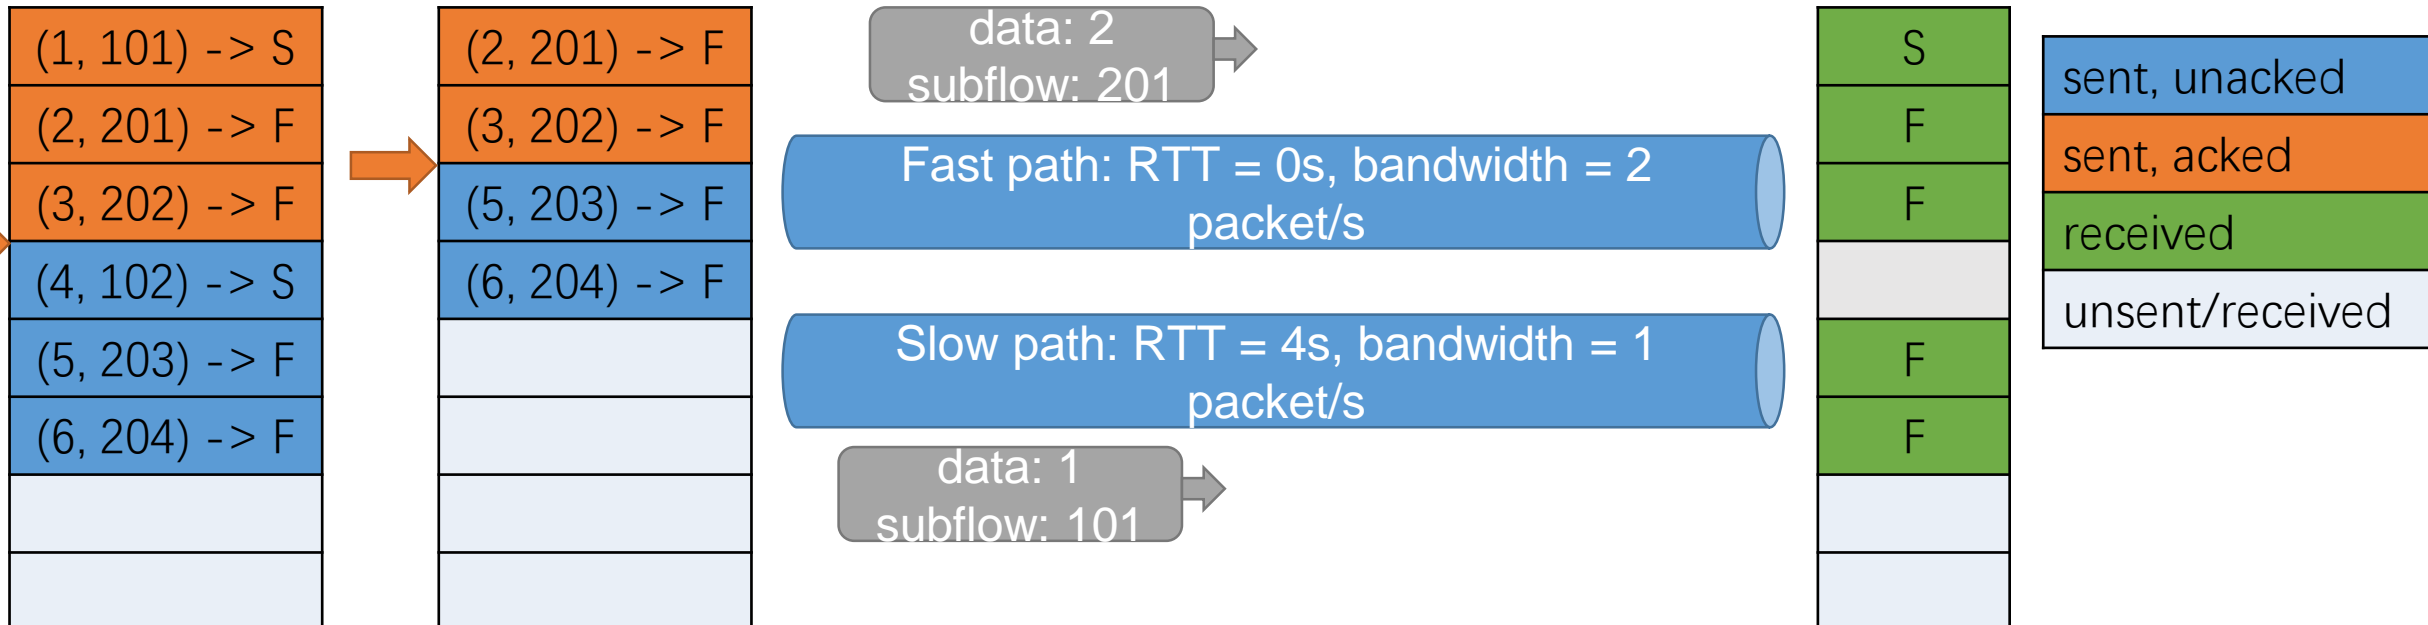 (1, 101) -> S
(2, 201) -> F
(3, 202) -> F
(4, 102) -> S
(5, 203) -> F
(6, 204) -> F
(2, 201) -> F
(3, 202) -> F
(5, 203) -> F
(6, 204) -> F
data: 2
subflow: 201
Fast path: RTT = 0s, bandwidth = 2
packet/s
Slow path: RTT = 4s, bandwidth = 1
packet/s
data: 1
subflow: 101
S
F
F
F
F
sent, unacked
sent, acked
received
unsent/received